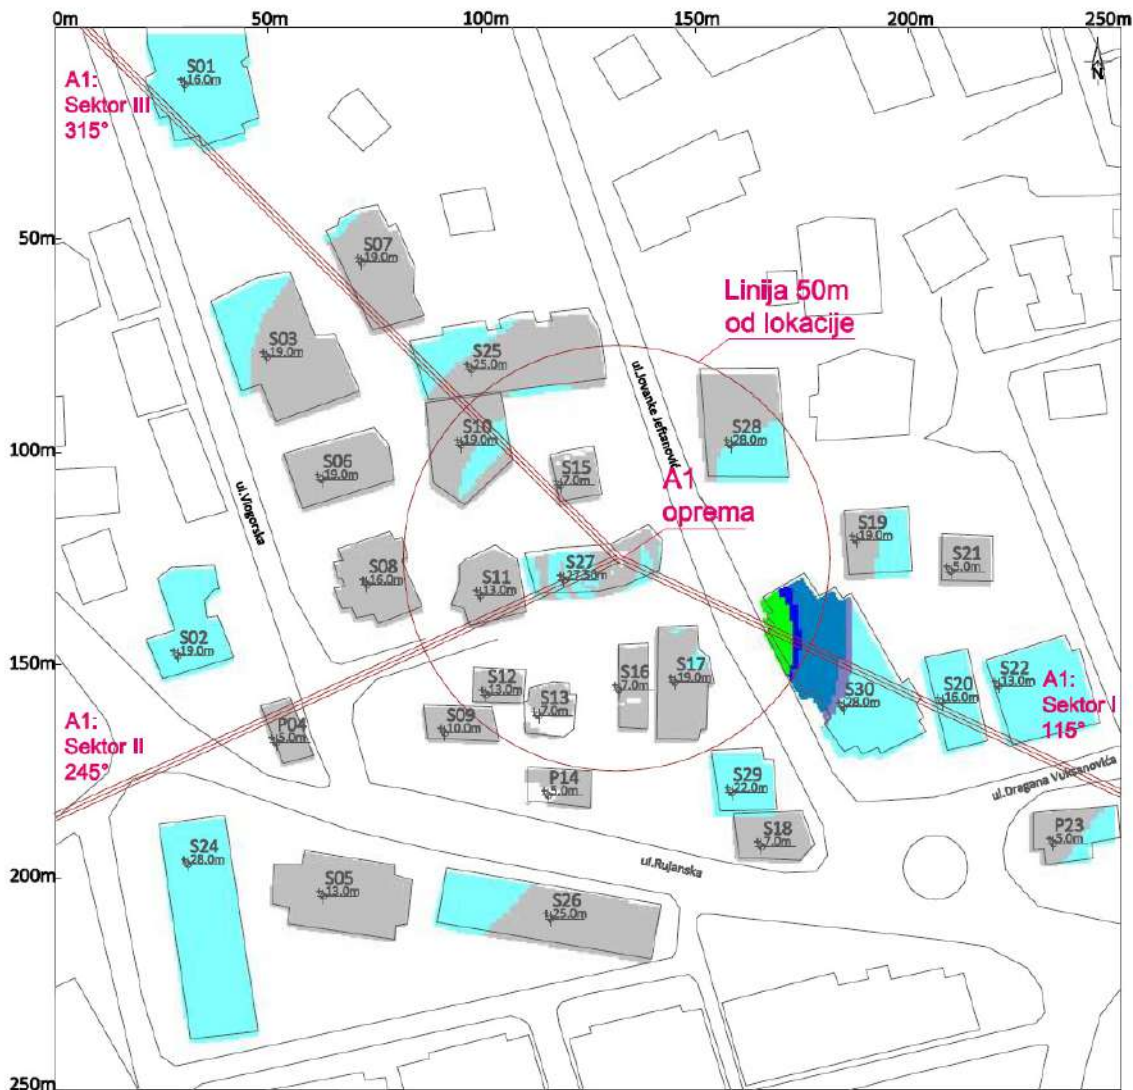 0m
50m
100m
150m
200m
250m
A1:
Sektor III
315°
S01
16.0m
N
S07
19.0m
50m
Linija 50m
od lokacije
S03
19.0m
S25
25.0m
ul.Jovanke Jeftanović
S10
19.0m
S28
28.0m
100m
S06
19.0m
S15
7.0m
A1
oprema
ul.Viogorska
S19
19.0m
S21
5.0m
S08
16.0m
S11
13.0m
S27
27.50m
S02
19.0m
150m
S12
13.0m
S16
7.0m
S17
19.0m
S13
7.0m
S30
28.0m
S20
16.0m
S22
13.0m
A1:
Sektor I
115°
A1:
Sektor II
245°
P04
5.0m
S09
10.0m
P14
5.0m
S29
22.0m
ul.Dragana Vuksanovića
S18
7.0m
P23
5.0m
S24
28.0m
ul.Rujanska
200m
S05
13.0m
S26
25.0m
250m